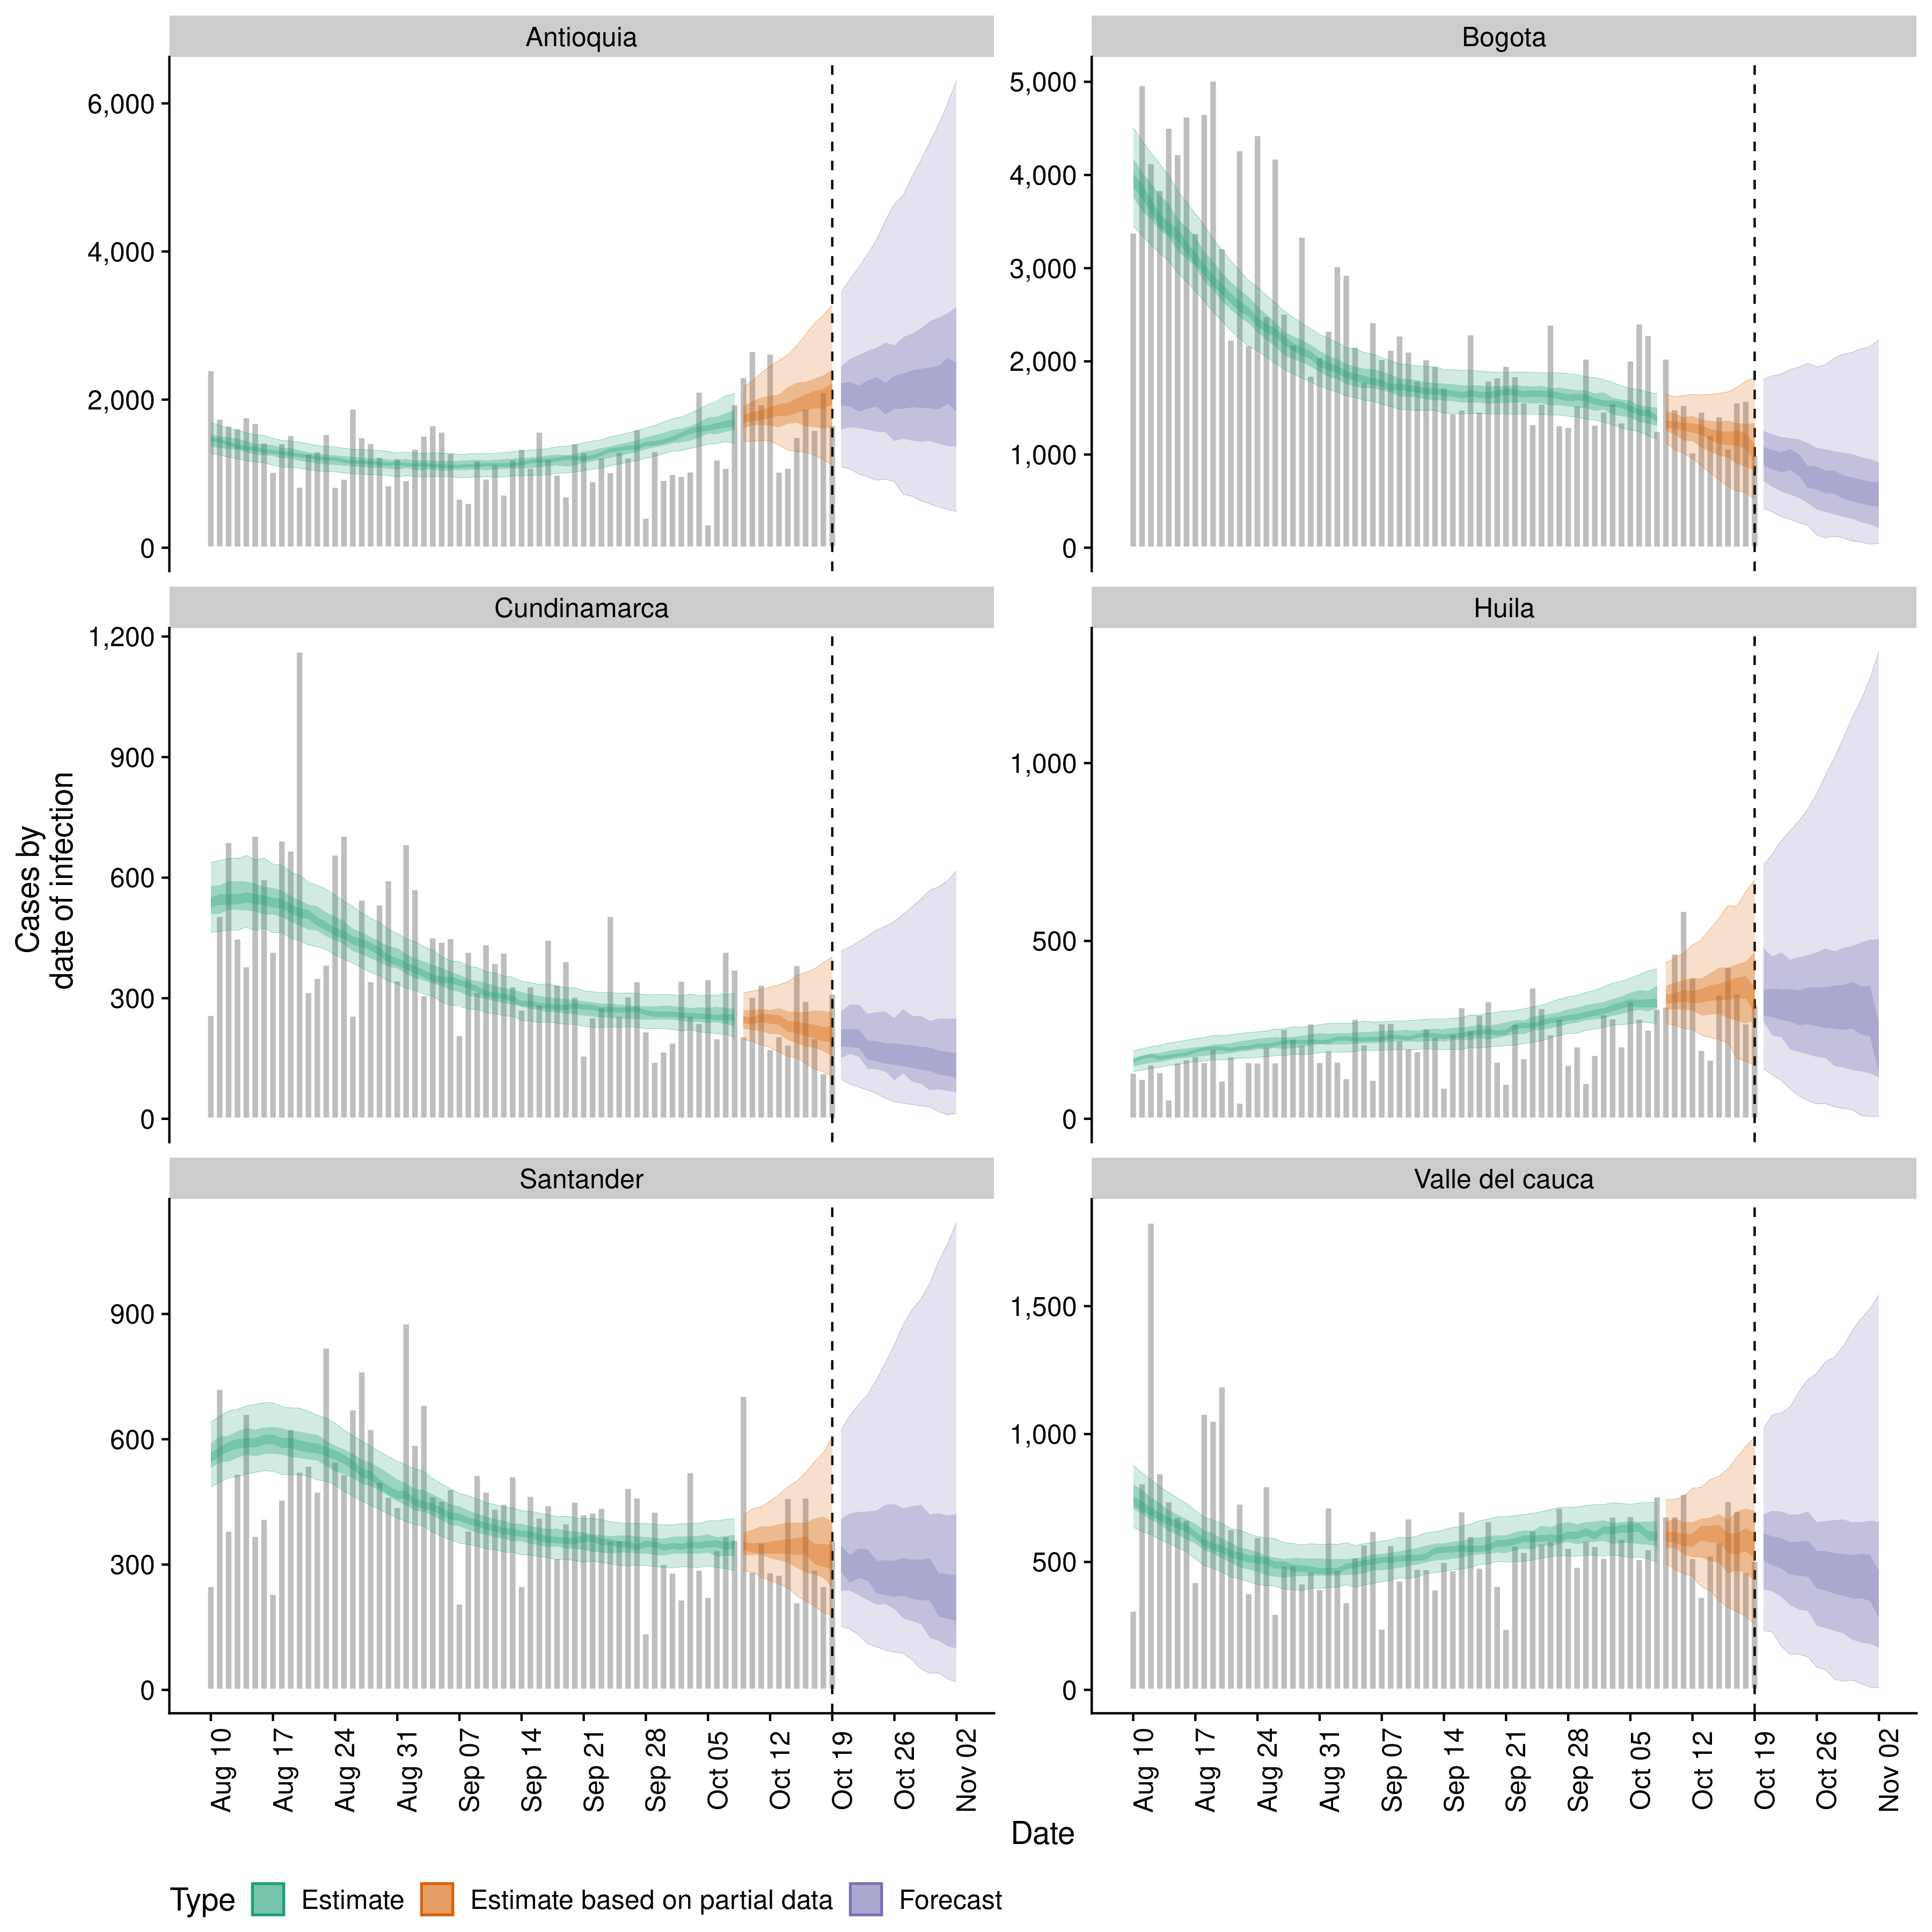 Antioquia
Bogota
6,000
4,000
2,000
0
5,000
4,000
3,000
2,000
1,000
0
Cundinamarca
Huila
1,200
900
600
300
0
1,000
500
0
Cases by
date of infection
Santander
Valle del cauca
900
600
300
0
1,500
1,000
500
0
Aug 10
Aug 17
Aug 24
Aug 31
Sep 07
Sep 14
Sep 21
Sep 28
Oct 05
Oct 12
Oct 19
Oct 26
Nov 02
Aug 10
Aug 17
Aug 24
Aug 31
Sep 07
Sep 14
Sep 21
Sep 28
Oct 05
Oct 12
Oct 19
Oct 26
Nov 02
Date
Type Estimate Estimate based on partial data Forecast